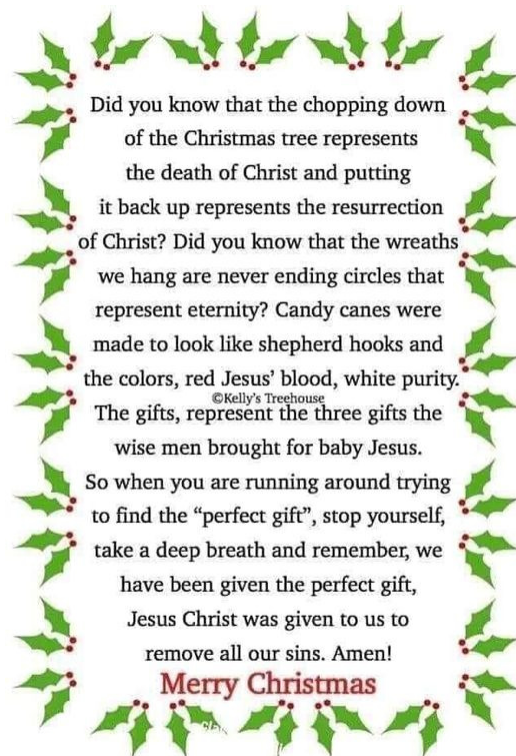 Did you know that the chopping down
of the Christmas tree represents
the death of Christ and putting
it back up represents the resurrection
of Christ? Did you know that the wreaths
we hang are never ending circles that
represent eternity? Candy canes were
made to look like shepherd hooks and
the colors, red Jesus’ blood, white purity.
©Kelly's Treehouse
The gifts, represent the three gifts the
wise men brought for baby Jesus.
So when you are running around trying
to find the “perfect gift”, stop yourself,
take a deep breath and remember, we
have been given the perfect gift,
Jesus Christ was given to us to
remove all our sins. Amen!
Merry Christmas